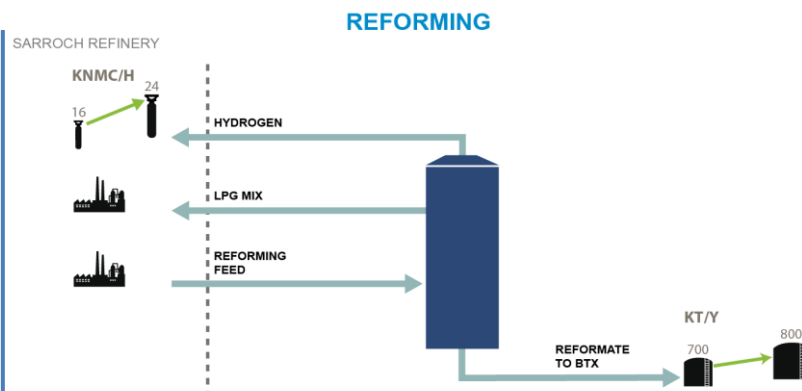 REFORMING
SARROCH REFINERY
KNMC/H
24
16
HYDROGEN
LPG MIX
REFORMING
FEED
KT/Y
800
700
REFORMATE
TO BTX